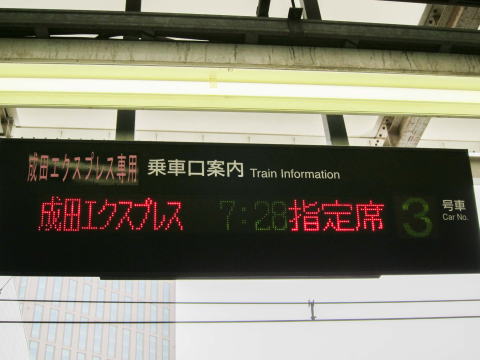 成田エクスプレス専用 乗車口案内 Train Information
成田エクスプレス 7:28 指定席 3 号車
Car No.